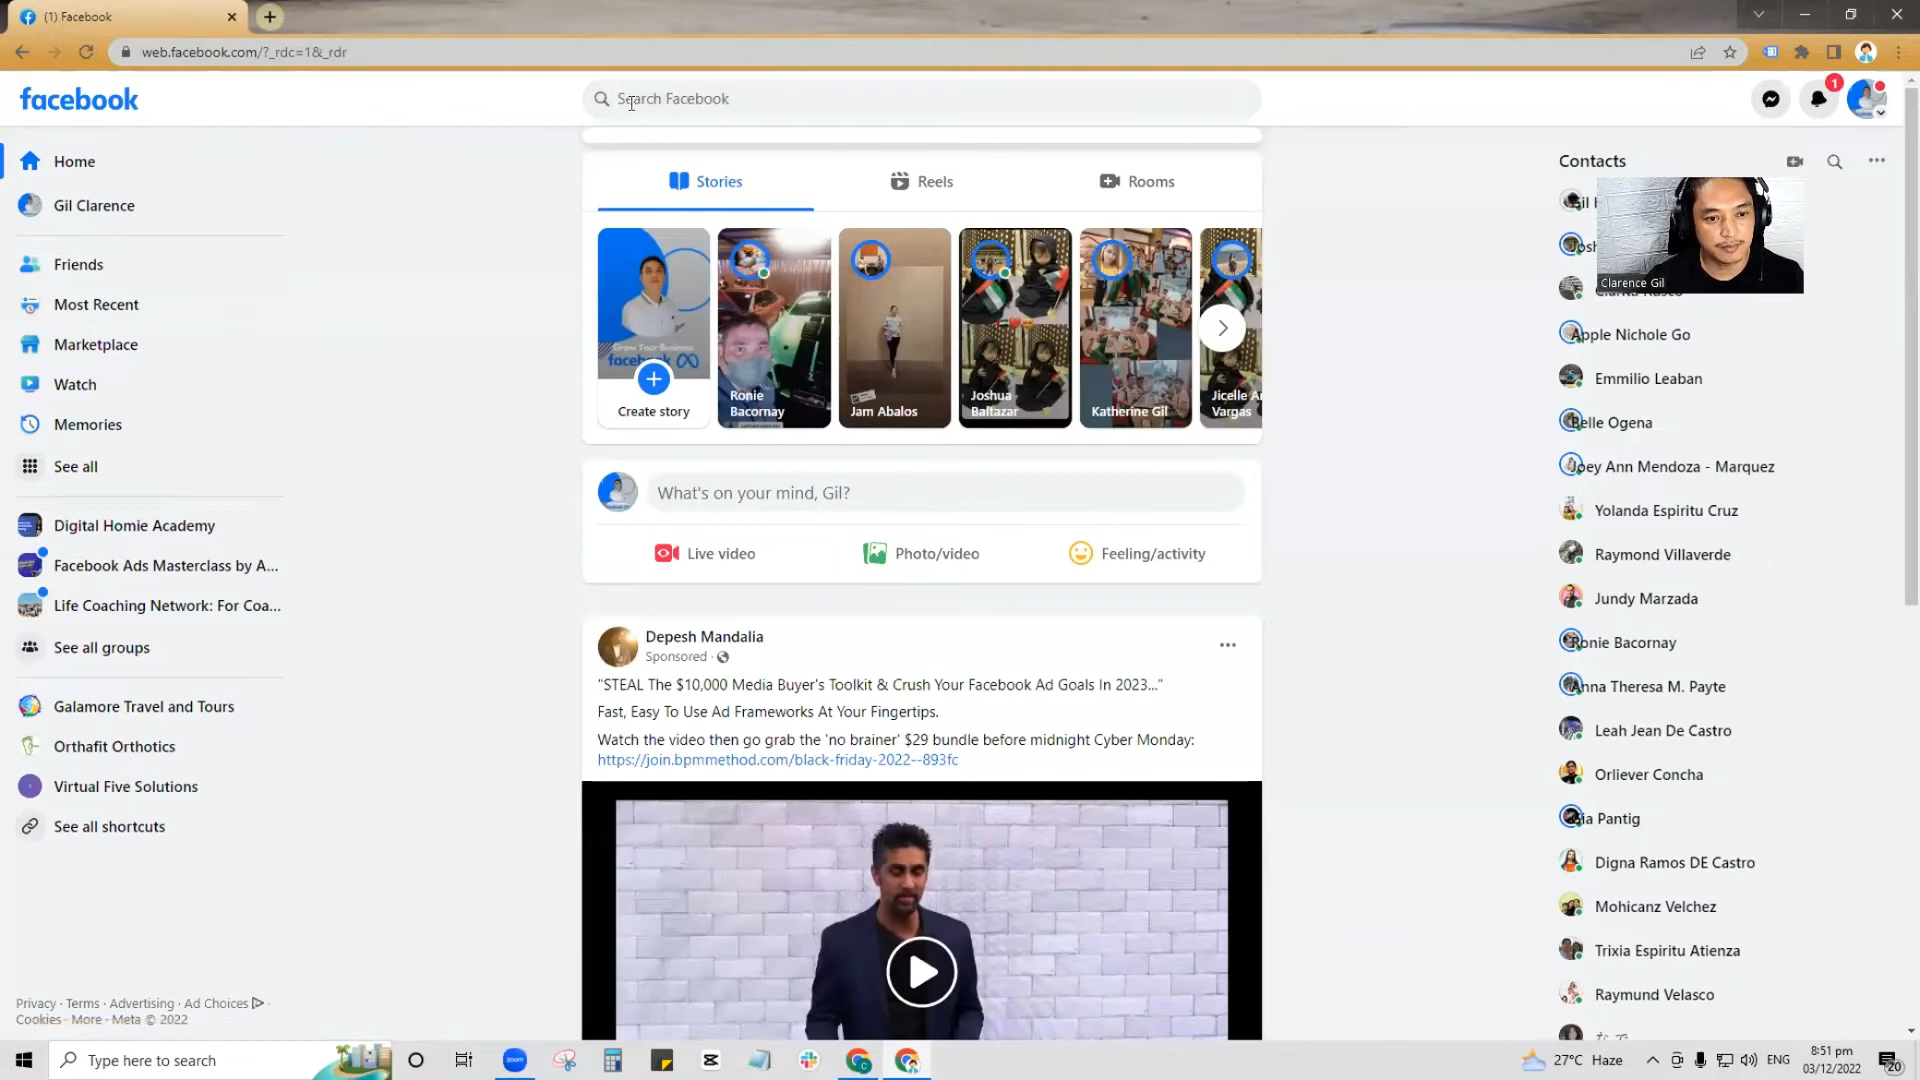 (1) Facebook
web.facebook.com/?_rdc=1&_rdr
facebook
Search Facebook
1
Home
Gil Clarence
Friends
Most Recent
Marketplace
Watch
Memories
See all
Digital Homie Academy
Facebook Ads Masterclass by A...
Life Coaching Network: For Coa...
See all groups
Galamore Travel and Tours
Orthafit Orthotics
Virtual Five Solutions
See all shortcuts
Privacy · Terms · Advertising · Ad Choices ·
Cookies · More · Meta © 2022
Stories
Reels
Rooms
Grow Your Business
facebook
Create story
Ronie
Bacornay
Jam Abalos
Joshua
Baltazar
Katherine Gil
Jicelle A
Vargas
What's on your mind, Gil?
Live video
Photo/video
Feeling/activity
Depesh Mandalia
Sponsored ·
"STEAL The $10,000 Media Buyer's Toolkit & Crush Your Facebook Ad Goals In 2023..."
Fast, Easy To Use Ad Frameworks At Your Fingertips.
Watch the video then go grab the 'no brainer' $29 bundle before midnight Cyber Monday:
https://join.bpmmethod.com/black-friday-2022--893fc
Contacts
Clarence Gil
Apple Nichole Go
Emmilio Leaban
Belle Ogena
Joey Ann Mendoza - Marquez
Yolanda Espiritu Cruz
Raymond Villaverde
Jundy Marzada
Ronie Bacornay
Anna Theresa M. Payte
Leah Jean De Castro
Orliever Concha
Pantig
Digna Ramos DE Castro
Mohicanz Velchez
Trixia Espiritu Atienza
Raymund Velasco
Type here to search
zoom
27°C Haze
ENG
8:51 pm
03/12/2022
20